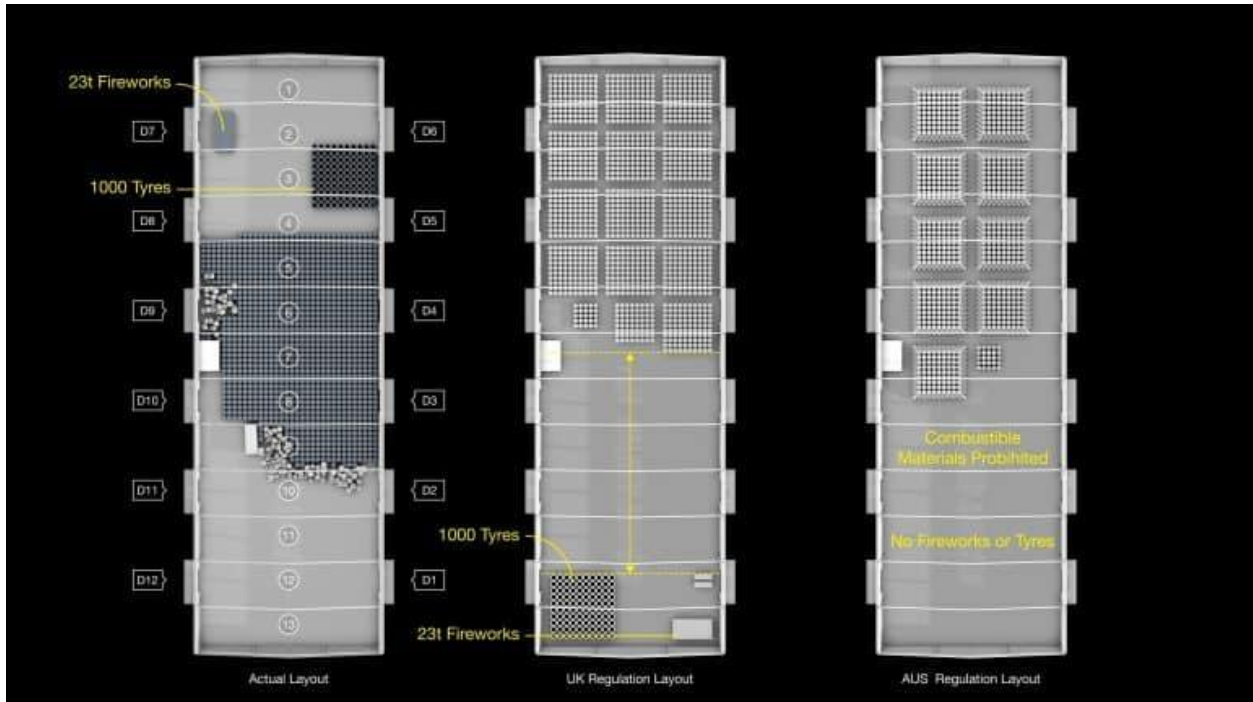 23t Fireworks
1000 Tyres
D7
D8
D9
D10
D11
D12
1
2
3
4
5
6
7
8
10
11
12
13
D6
D5
D4
D3
D2
D1
Actual Layout
1000 Tyres
23t Fireworks
UK Regulation Layout
Combustible
Materials Probihited
No Fireworks or Tyres
AUS Regulation Layout